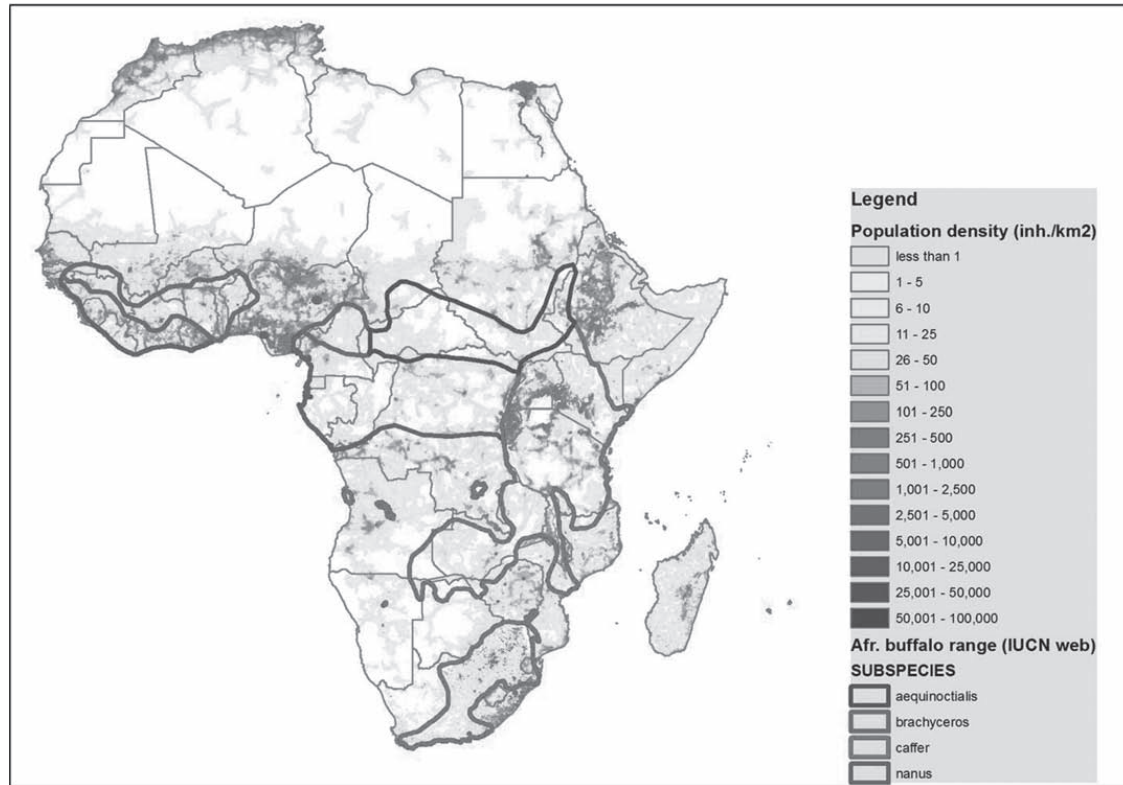 Legend
Population density (inh./km2)
less than 1
1 - 5
6 - 10
11 - 25
26 - 50
51 - 100
101 - 250
251 - 500
501 - 1,000
1,001 - 2,500
2,501 - 5,000
5,001 - 10,000
10,001 - 25,000
25,001 - 50,000
50,001 - 100,000
Afr. buffalo range (IUCN web)
SUBSPECIES
aequinoctialis
brachyceros
caffer
nanus